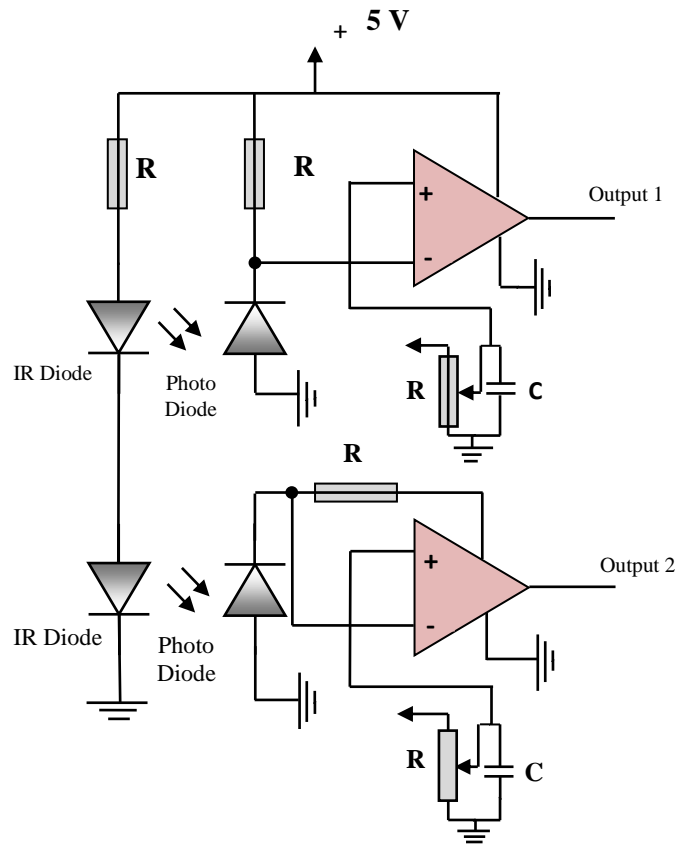 + 5 V
R
R
+
-
Output 1
IR Diode
Photo
Diode
R
C
R
+
-
Output 2
IR Diode
Photo
Diode
R
C